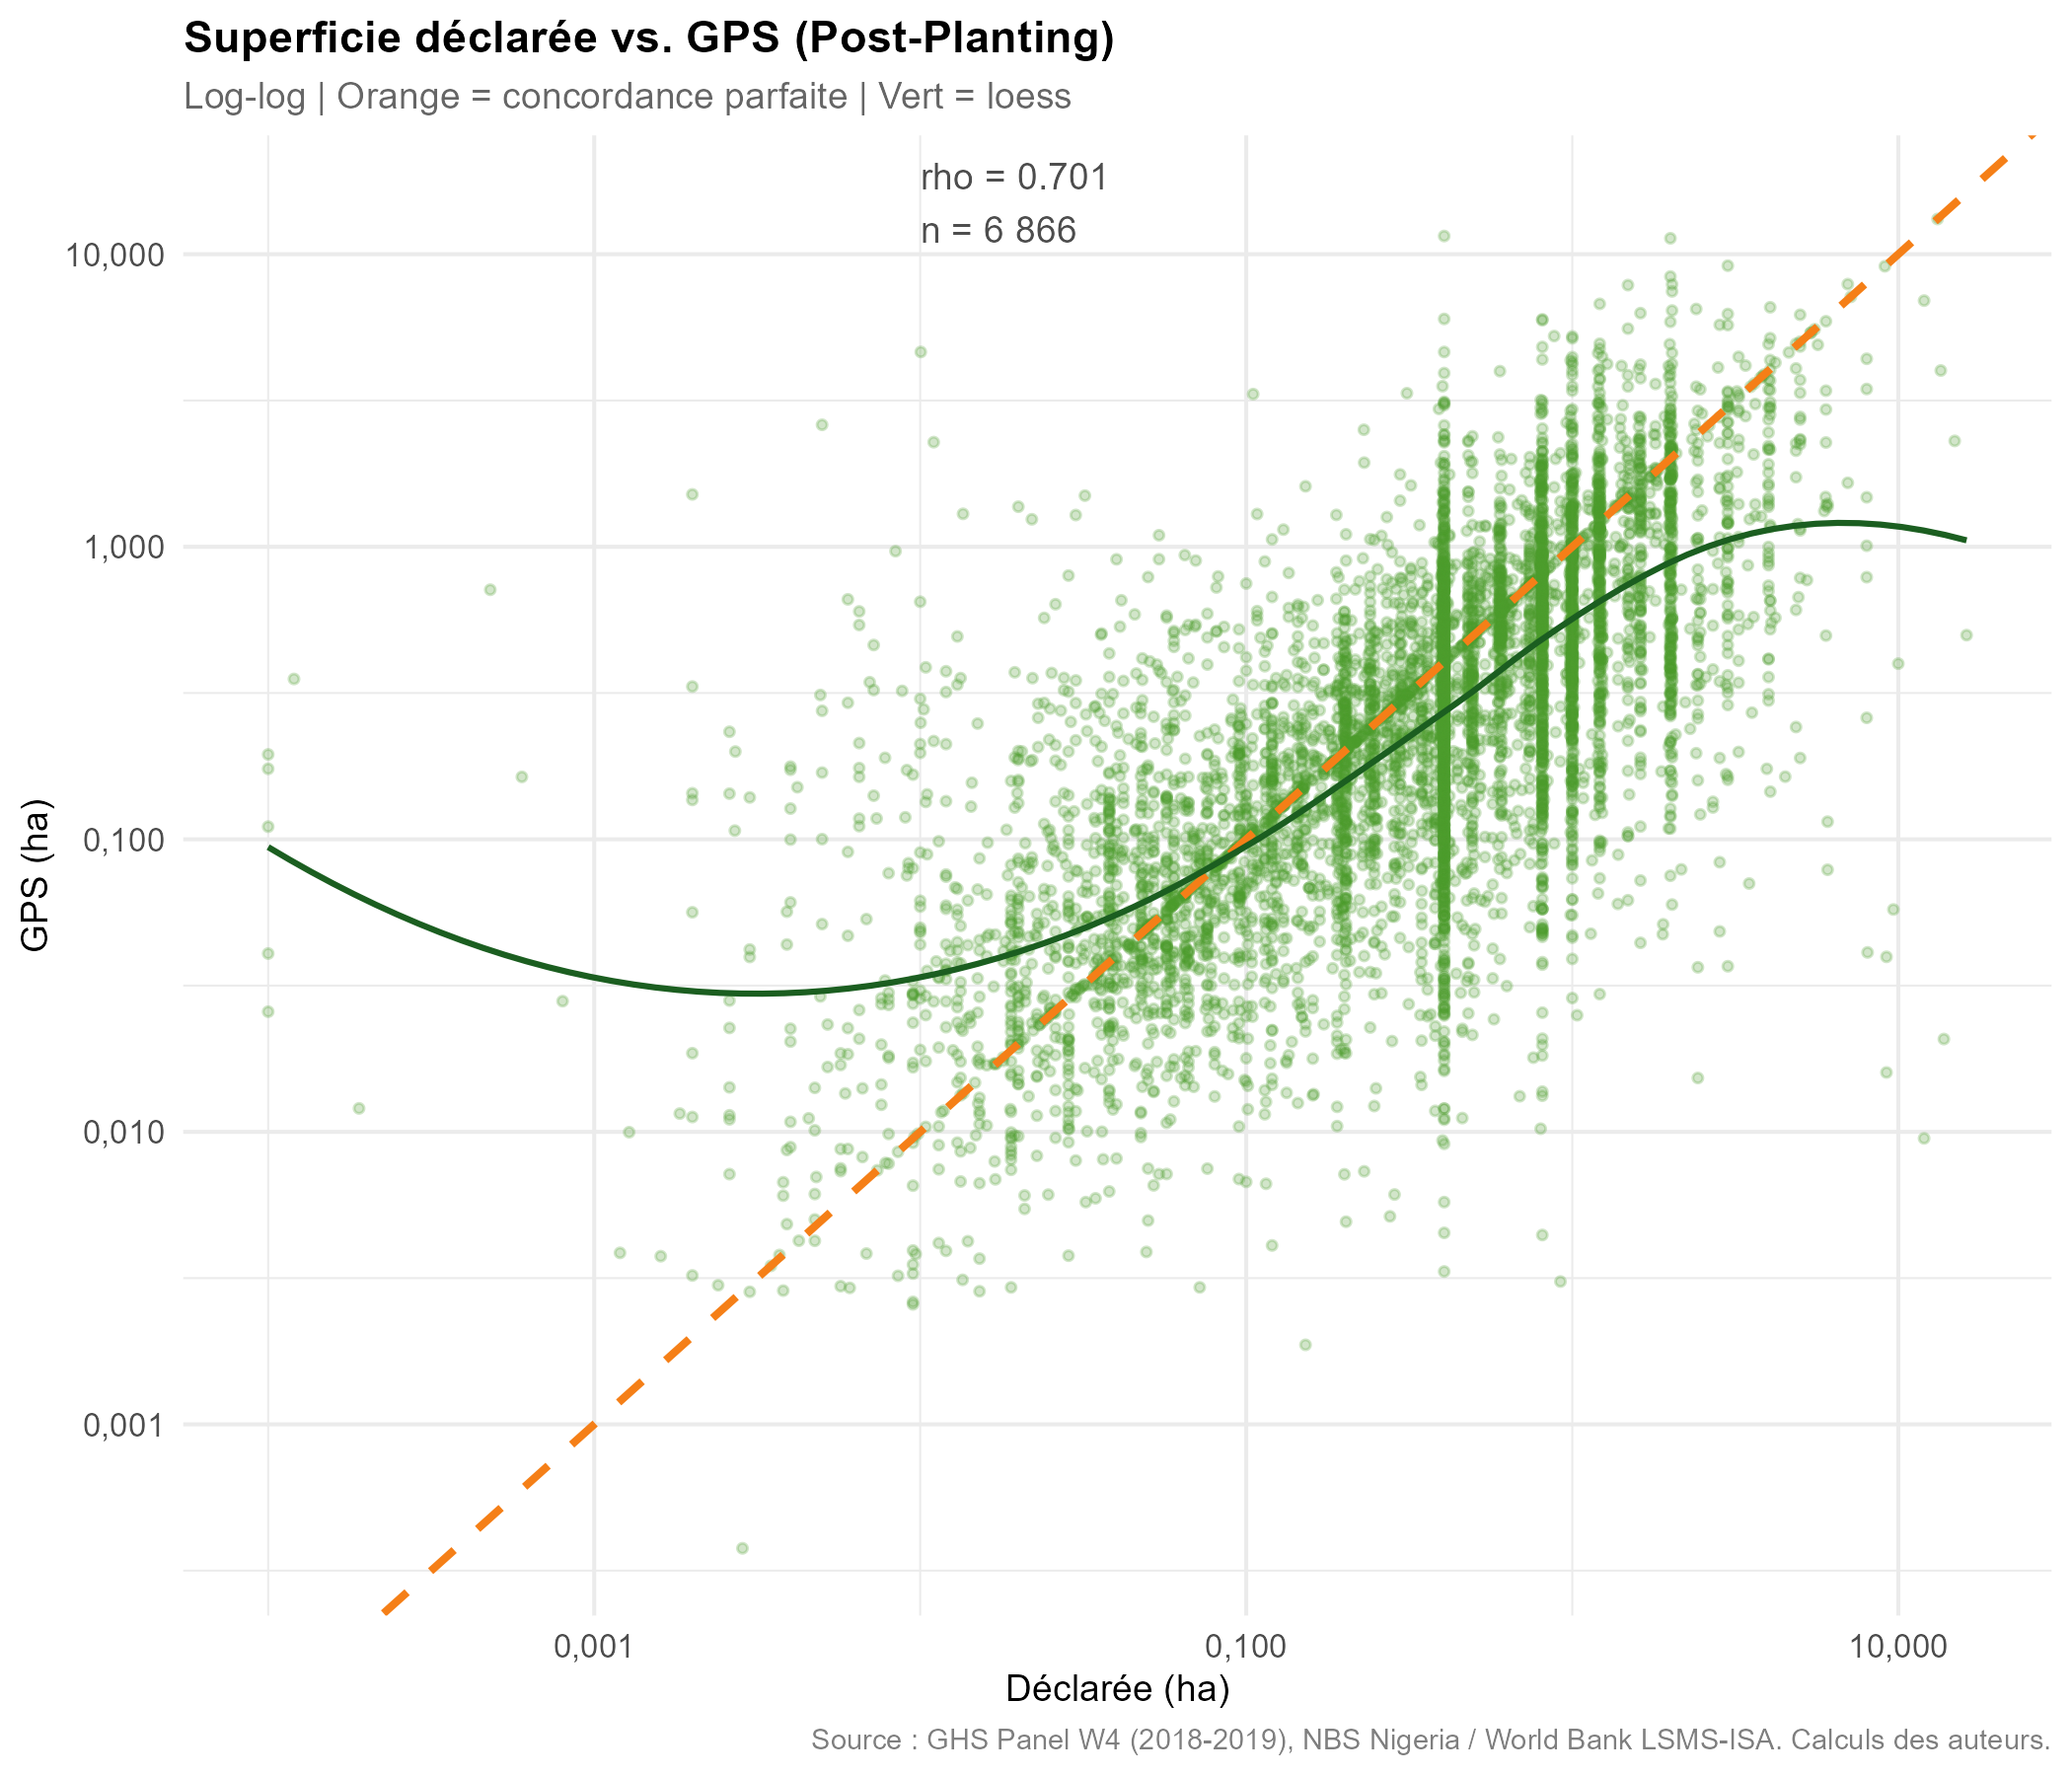 Superficie déclarée vs. GPS (Post-Planting)
Log-log | Orange = concordance parfaite | Vert = loess
rho = 0.701
n = 6 866
10,000
1,000
0,100
0,010
0,001
GPS (ha)
0,001
0,100
10,000
Déclarée (ha)
Source : GHS Panel W4 (2018-2019), NBS Nigeria / World Bank LSMS-ISA. Calculs des auteurs.